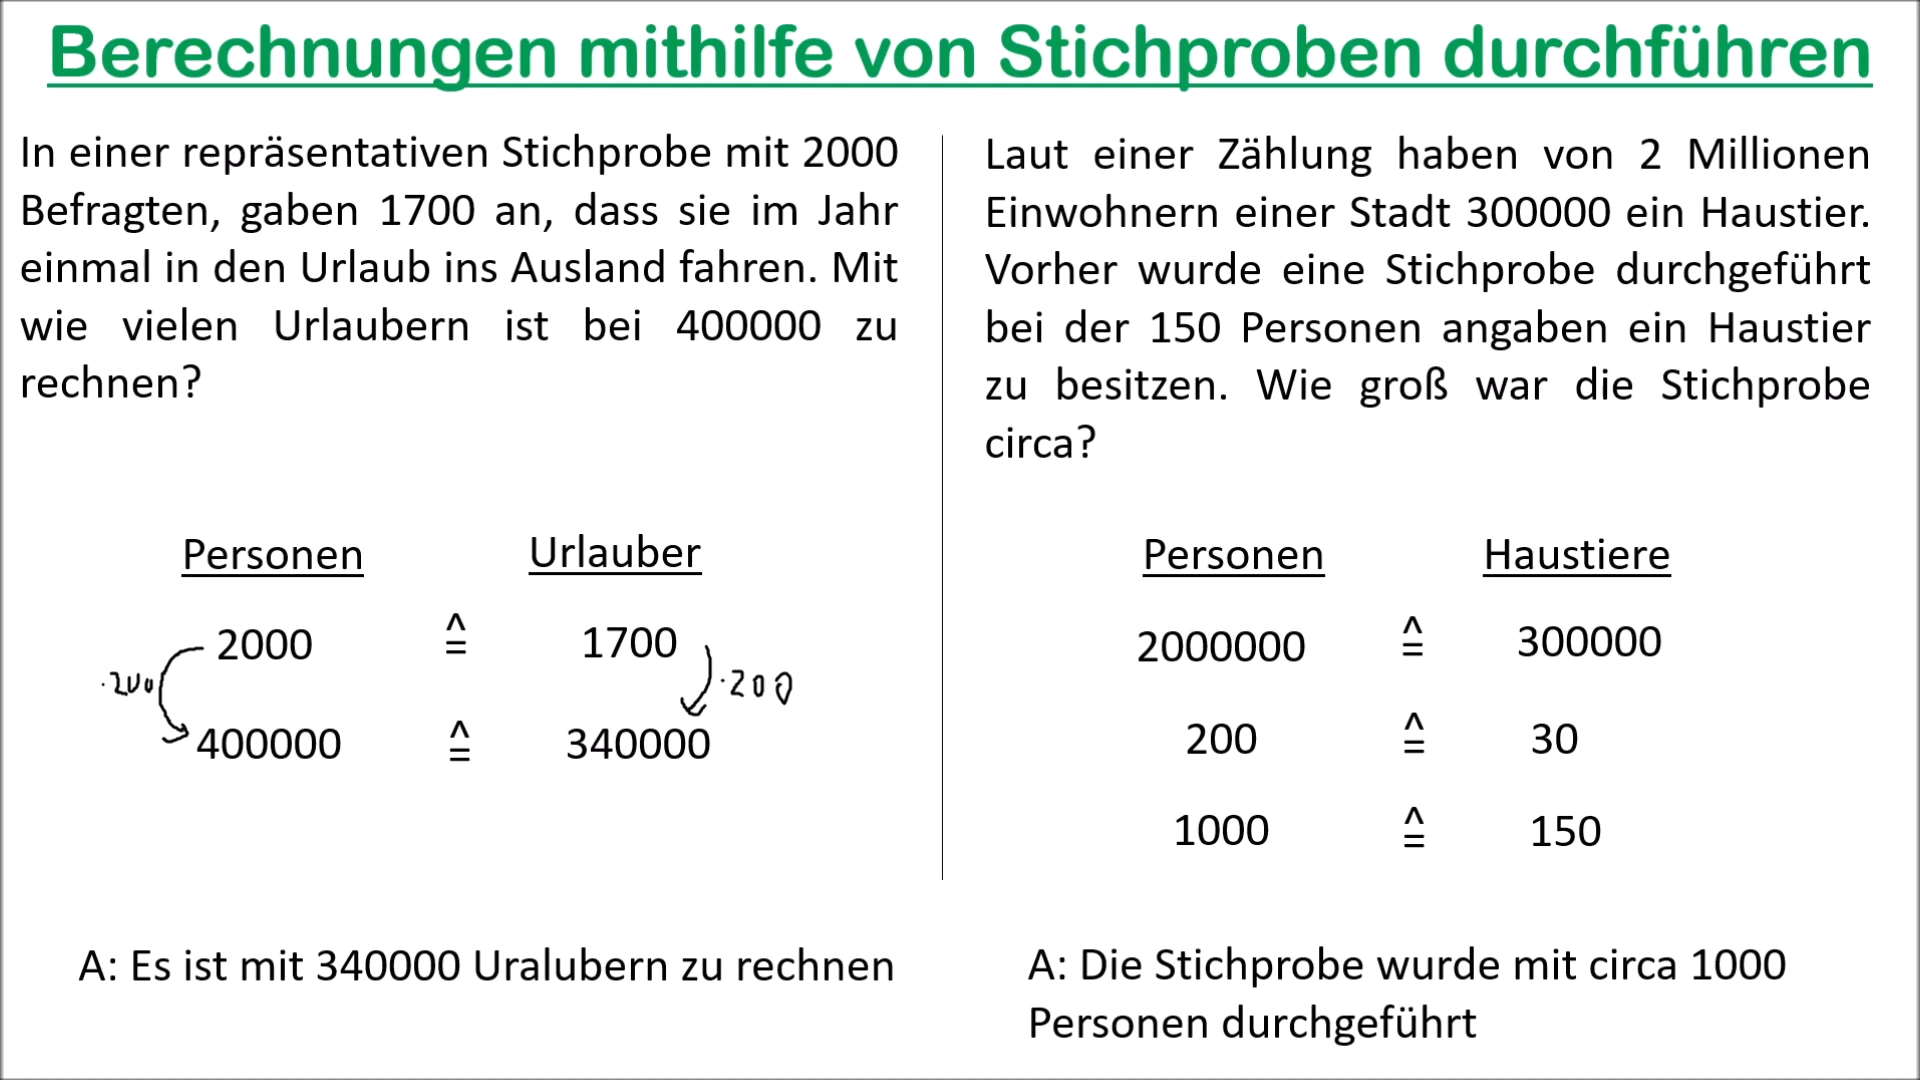 Berechnungen mithilfe von Stichproben durchführen
In einer repräsentativen Stichprobe mit 2000
Befragten, gaben 1700 an, dass sie im Jahr
einmal in den Urlaub ins Ausland fahren. Mit
wie vielen Urlaubern ist bei 400000 zu
rechnen?
Personen Urlauber
2000 ≙ 1700
·200 ·200
400000 ≙ 340000
A: Es ist mit 340000 Uralubern zu rechnen
Laut einer Zählung haben von 2 Millionen
Einwohnern einer Stadt 300000 ein Haustier.
Vorher wurde eine Stichprobe durchgeführt
bei der 150 Personen angaben ein Haustier
zu besitzen. Wie groß war die Stichprobe
circa?
Personen Haustiere
2000000 ≙ 300000
200 ≙ 30
1000 ≙ 150
A: Die Stichprobe wurde mit circa 1000
Personen durchgeführt